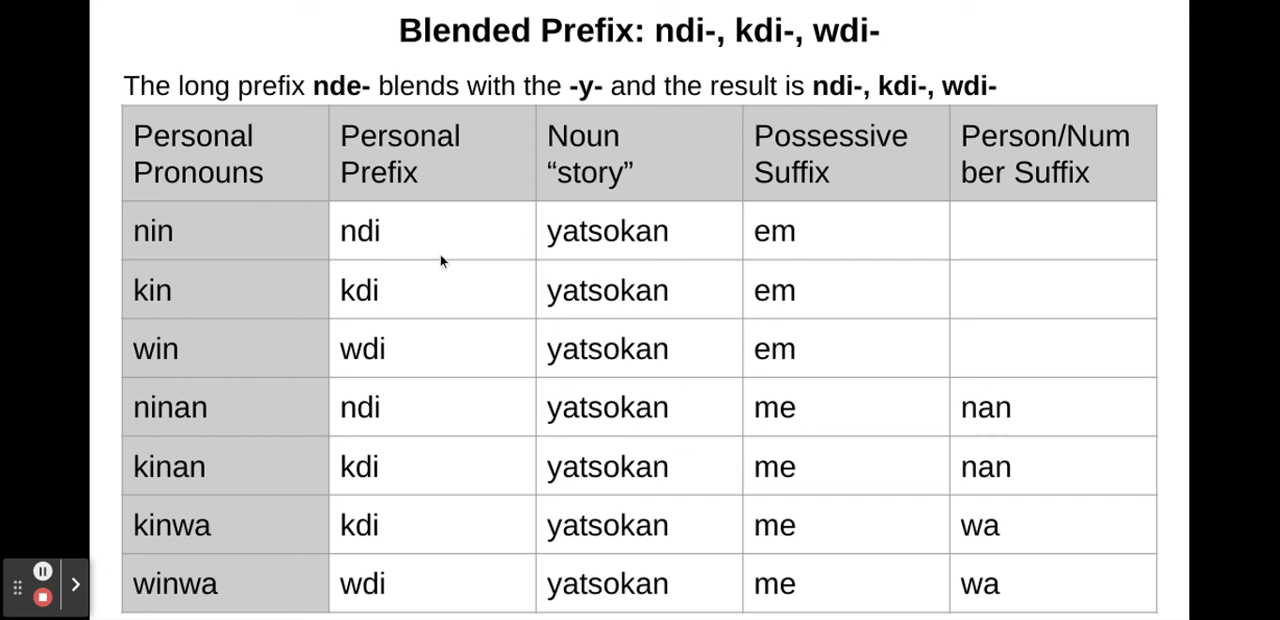 Blended Prefix: ndi-, kdi-, wdi-
The long prefix nde- blends with the -y- and the result is ndi-, kdi-, wdi-
Personal Pronouns Personal Prefix Noun “story” Possessive Suffix Person/Num ber Suffix
nin ndi yatsokan em
kin kdi yatsokan em
win wdi yatsokan em
ninan ndi yatsokan me nan
kinan kdi yatsokan me nan
kinwa kdi yatsokan me wa
winwa wdi yatsokan me wa